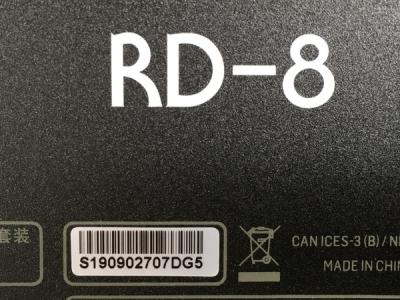 RD-8
套装
S190902707DG5
CAN ICES-3 (B) / N
MADE IN CHIN